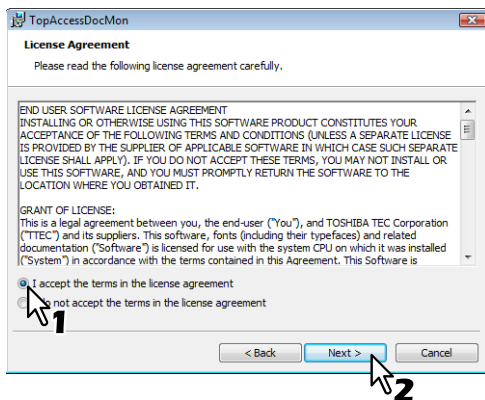 TopAccessDocMon
License Agreement
Please read the following license agreement carefully.
END USER SOFTWARE LICENSE AGREEMENT
INSTALLING OR OTHERWISE USING THIS SOFTWARE PRODUCT CONSTITUTES YOUR
ACCEPTANCE OF THE FOLLOWING TERMS AND CONDITIONS (UNLESS A SEPARATE LICENSE
IS PROVIDED BY THE SUPPLIER OF APPLICABLE SOFTWARE IN WHICH CASE SUCH SEPARATE
LICENSE SHALL APPLY). IF YOU DO NOT ACCEPT THESE TERMS, YOU MAY NOT INSTALL OR
USE THIS SOFTWARE, AND YOU MUST PROMPTLY RETURN THE SOFTWARE TO THE
LOCATION WHERE YOU OBTAINED IT.
GRANT OF LICENSE:
This is a legal agreement between you, the end-user ("You"), and TOSHIBA TEC Corporation
("TTEC") and its suppliers. This software, fonts (including their typefaces) and related
documentation ("Software") is licensed for use with the system CPU on which it was installed
("System") in accordance with the terms contained in this Agreement. This Software is
I accept the terms in the license agreement
not accept the terms in the license agreement
1
< Back Next > Cancel
2